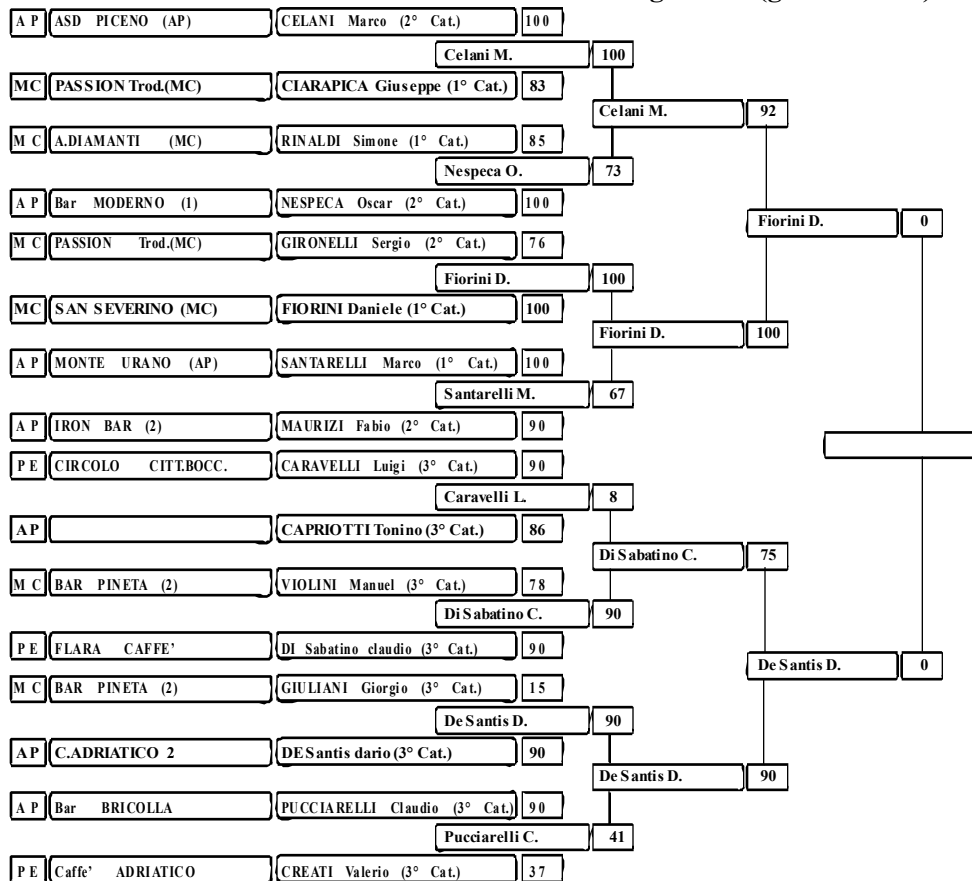 A P ASD PICENO (AP) CELANI Marco (2° Cat.) 100
Celani M. 100
MC PASSION Trod.(MC) CIARAPICA Giuseppe (1° Cat.) 83
Celani M. 92
M C A.DIAMANTI (MC) RINALDI Simone (1° Cat.) 85
Nespeca O. 73
A P Bar MODERNO (1) NESPECA Oscar (2° Cat.) 100
Fiorini D. 0
M C PASSION Trod.(MC) GIRONELLI Sergio (2° Cat.) 76
Fiorini D. 100
MC SAN SEVERINO (MC) FIORINI Daniele (1° Cat.) 100
Fiorini D. 100
A P MONTE URANO (AP) SANTARELLI Marco (1° Cat.) 100
Santarelli M. 67
A P IRON BAR (2) MAURIZI Fabio (2° Cat.) 90
P E CIRCOLO CITT.BOCC. CARAVELLI Luigi (3° Cat.) 90
Caravelli L. 8
AP CAPRIOTTI Tonino (3° Cat.) 86
Di Sabatino C. 75
M C BAR PINETA (2) VIOLINI Manuel (3° Cat.) 78
Di Sabatino C. 90
P E FLARA CAFFE' DI Sabatino claudio (3° Cat.) 90
De Santis D. 0
M C BAR PINETA (2) GIULIANI Giorgio (3° Cat.) 15
De Santis D. 90
AP C.ADRIATICO 2 DE Santis dario (3° Cat.) 90
De Santis D. 90
A P Bar BRICOLLA PUCCIARELLI Claudio (3° Cat.) 90
Pucciarelli C. 41
P E Caffe' ADRIATICO CREATI Valerio (3° Cat.) 37